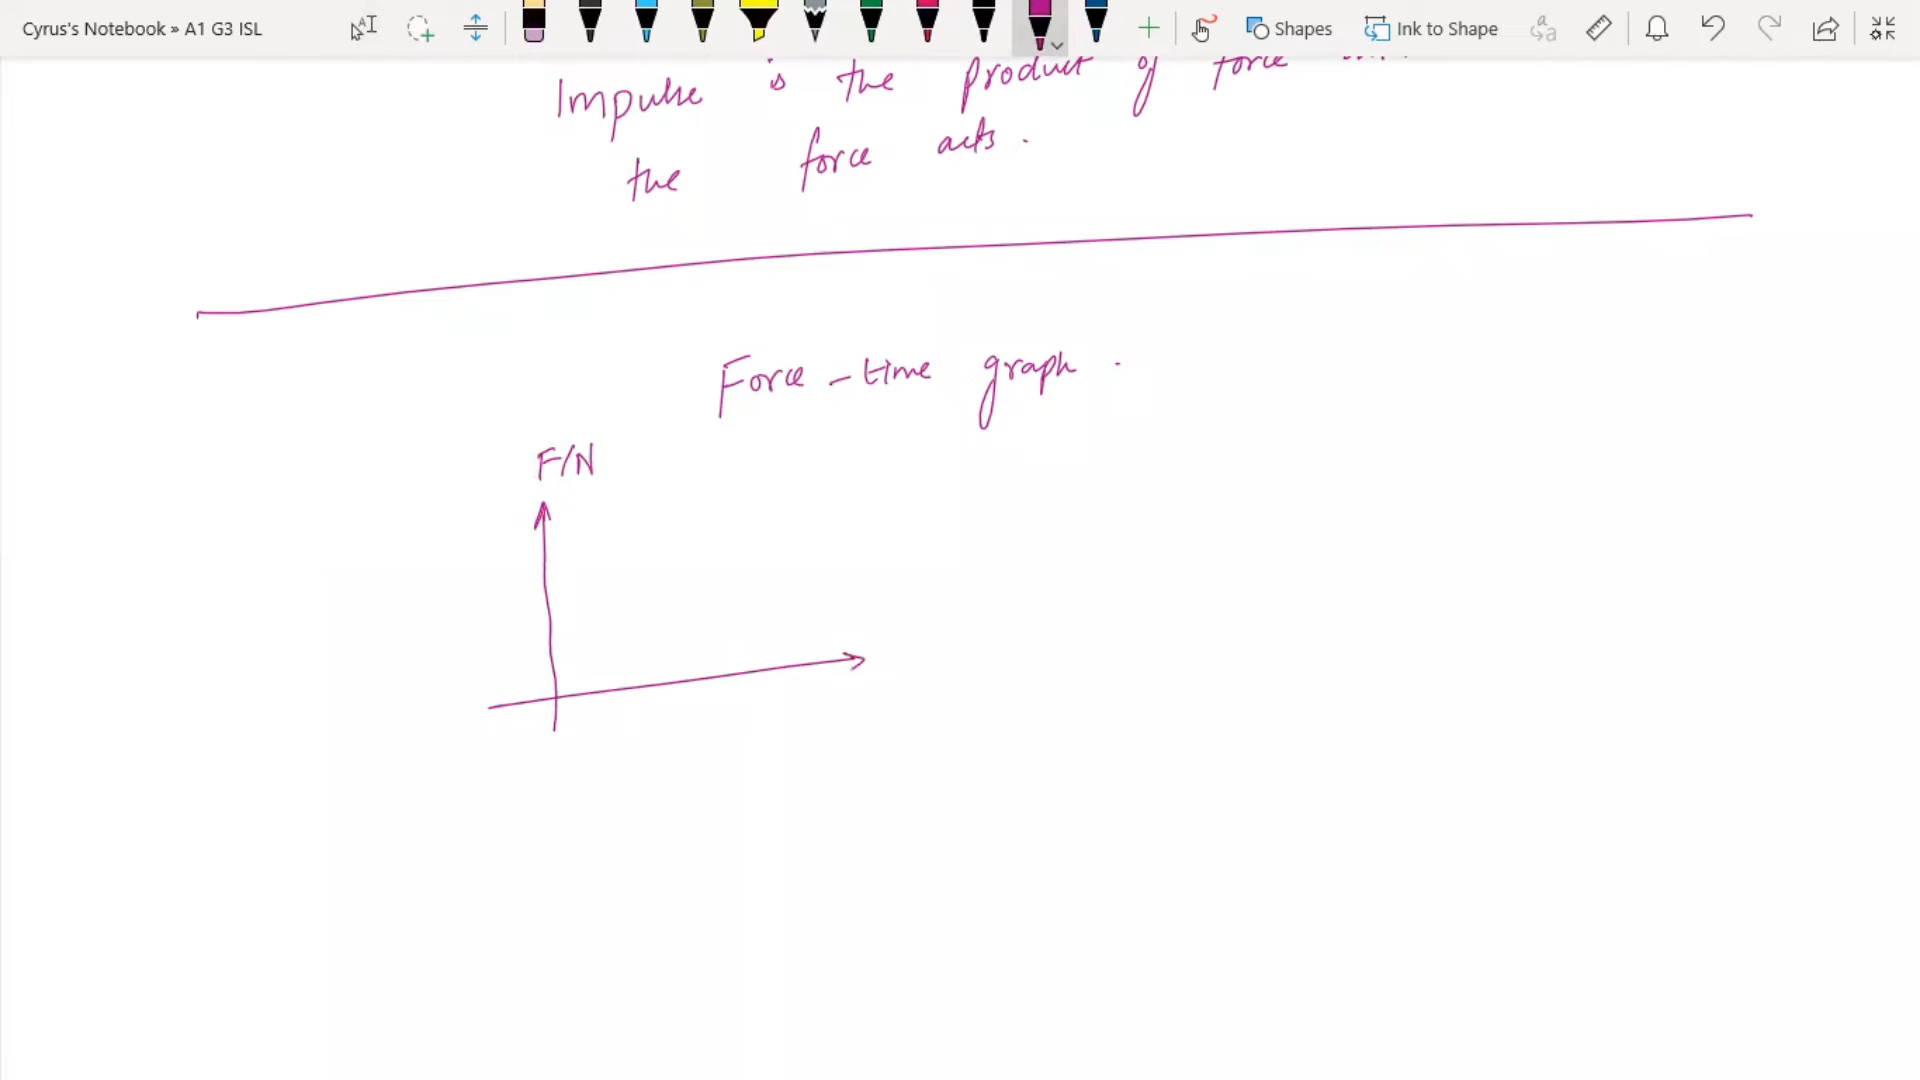 Cyrus's Notebook » A1 G3 ISL
Shapes
Ink to Shape
Impulse is the product of force
the force acts.
Force - time graph.
F/N